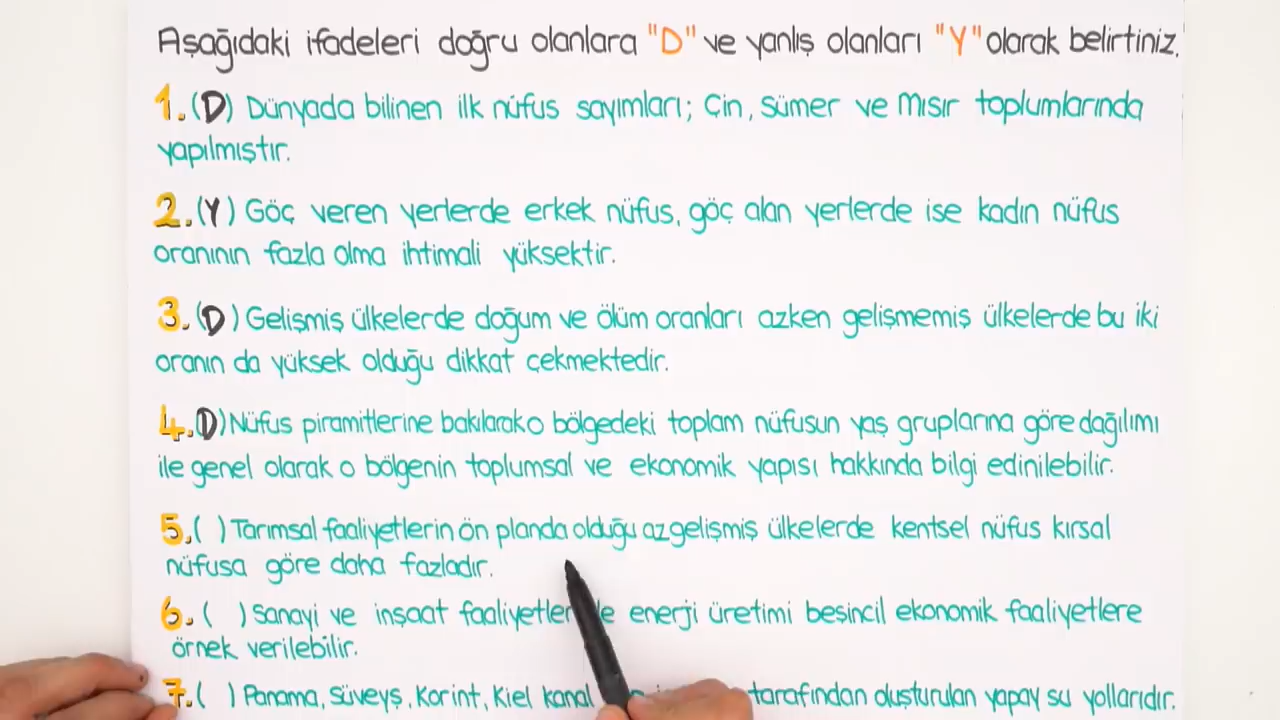 Aşağıdaki ifadeleri doğru olanlara "D" ve yanlış olanları "Y" olarak belirtiniz.
1. (D) Dünyada bilinen ilk nüfus sayımları; Çin, Sümer ve Mısır toplumlarında
yapılmıştır.
2. (Y) Göç veren yerlerde erkek nüfus, göç alan yerlerde ise kadın nüfus
oranının fazla olma ihtimali yüksektir.
3. (D) Gelişmiş ülkelerde doğum ve ölüm oranları azken gelişmemiş ülkelerde bu iki
oranın da yüksek olduğu dikkat çekmektedir.
4. (D) Nüfus piramitlerine bakılarak o bölgedeki toplam nüfusun yaş gruplarına göre dağılımı
ile genel olarak o bölgenin toplumsal ve ekonomik yapısı hakkında bilgi edinilebilir.
5. ( ) Tarımsal faaliyetlerin ön planda olduğu az gelişmiş ülkelerde kentsel nüfus kırsal
nüfusa göre daha fazladır.
6. ( ) Sanayi ve inşaat enerji üretimi beşincil ekonomik faaliyetlere
örnek verilebilir.
7. ( ) Panama, Süveyş, Korint, Kiel tarafından oluşturulan yapay su yollarıdır.